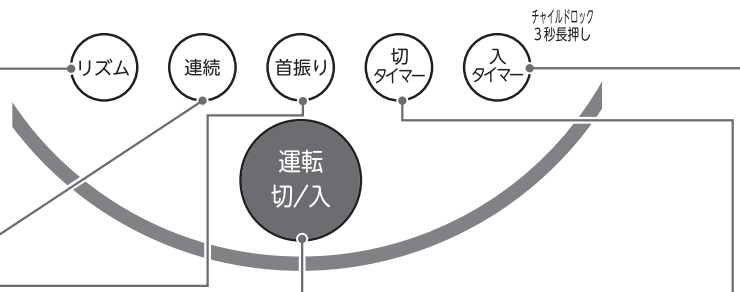 チャイルドロック
3秒長押し
リズム
連続
首振り
切
タイマー
入
タイマー
運転
切/入